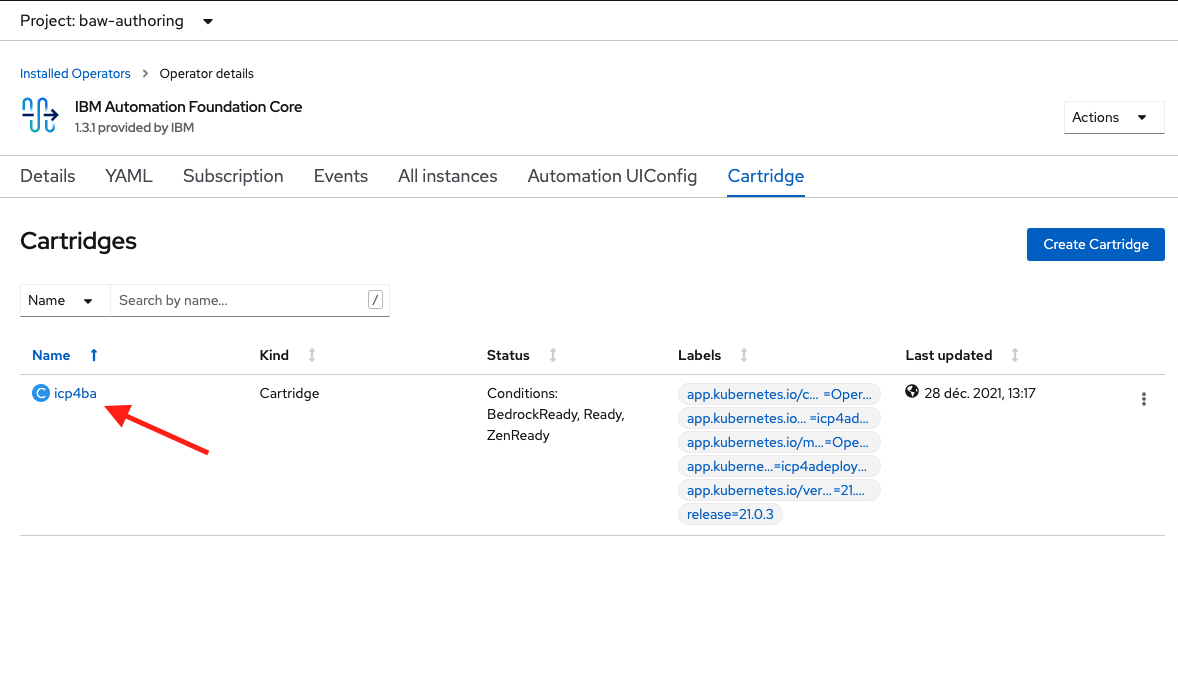 Project: baw-authoring
Installed Operators > Operator details
IBM Automation Foundation Core
1.3.1 provided by IBM
Actions
Details YAML Subscription Events All instances Automation UIConfig Cartridge
Cartridges
Create Cartridge
Name Search by name... /
Name Kind Status Labels Last updated
C icp4ba Cartridge Conditions: app.kubernetes.io/c... =Oper... 28 déc. 2021, 13:17
BedrockReady, Ready, app.kubernetes.io... =icp4ad...
ZenReady app.kubernetes.io/m...=Ope...
app.kuberne...=icp4adeploy...
app.kubernetes.io/ver...=21....
release=21.0.3